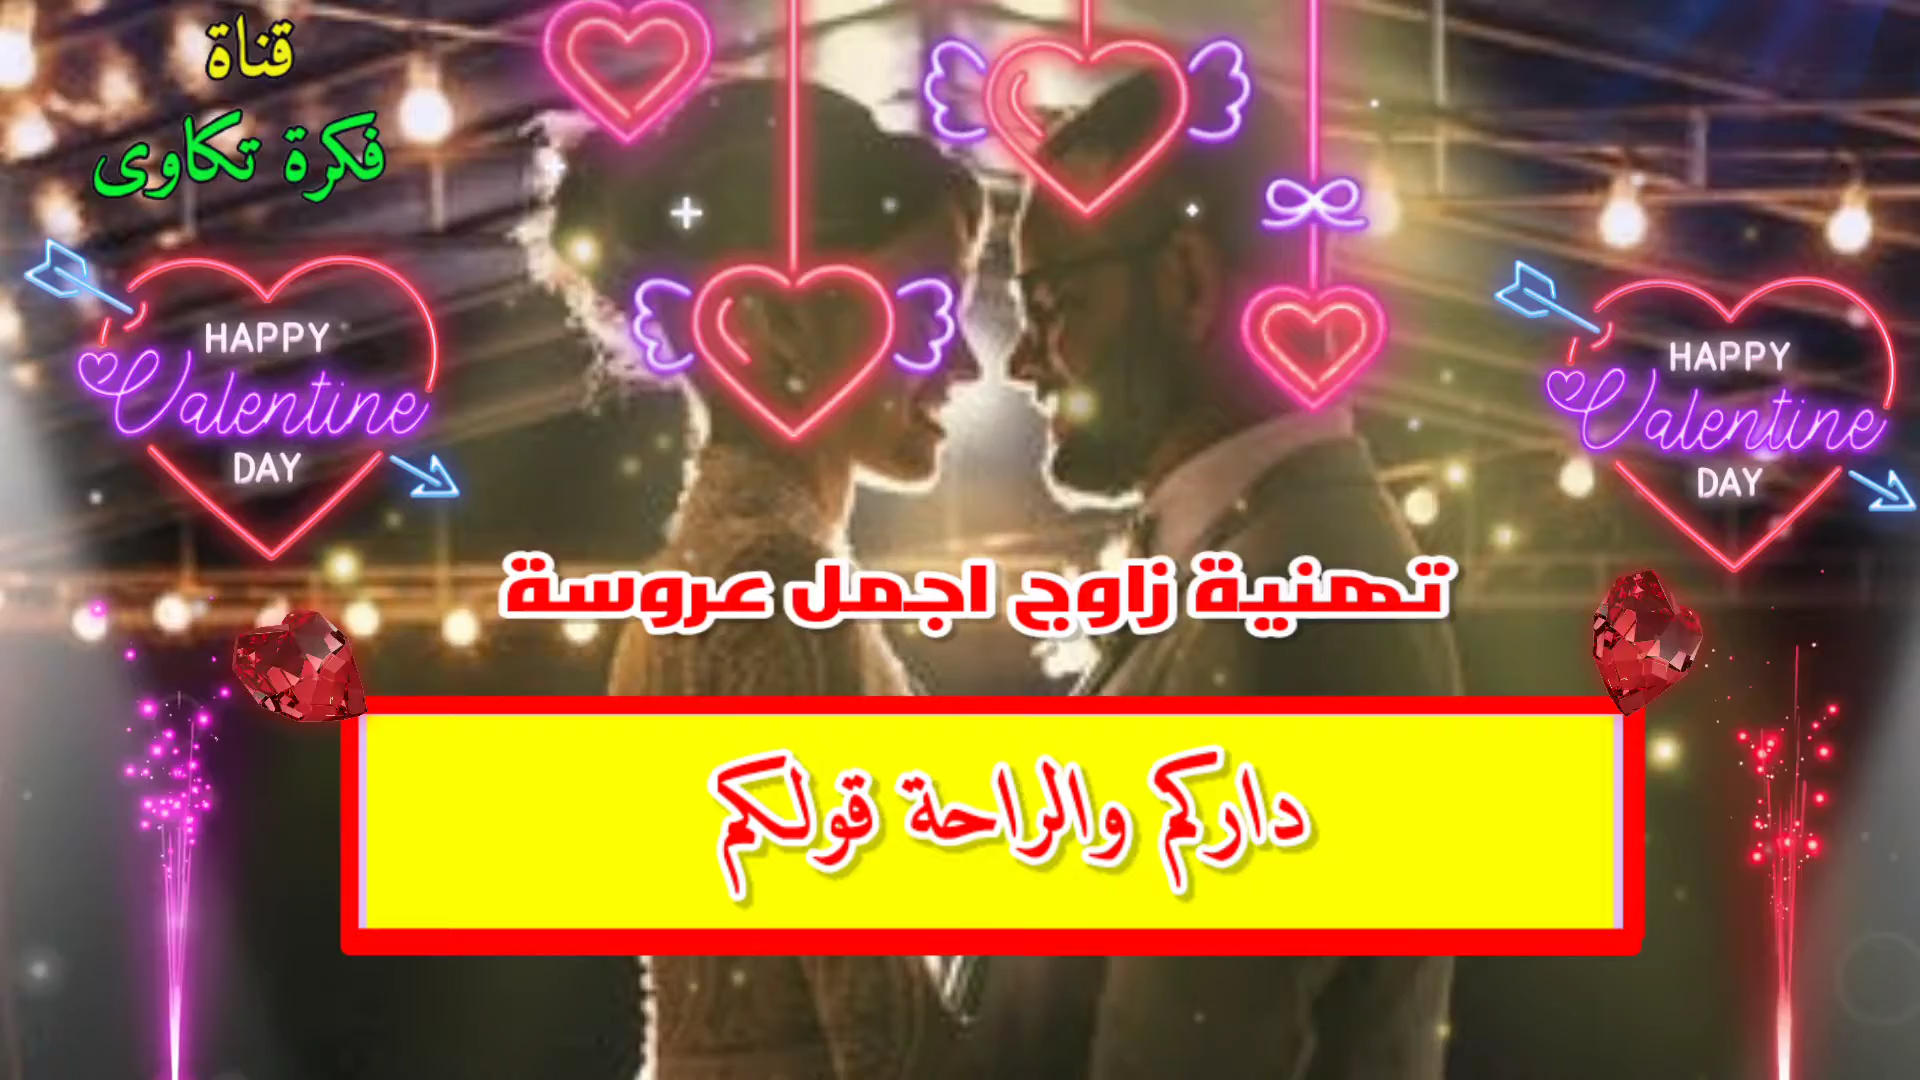 قناة
فكرة تكاوى
HAPPY
Valentine
DAY
HAPPY
Valentine
DAY
تهنية زاوج اجمل عروسة
داركم والراحة قولكم